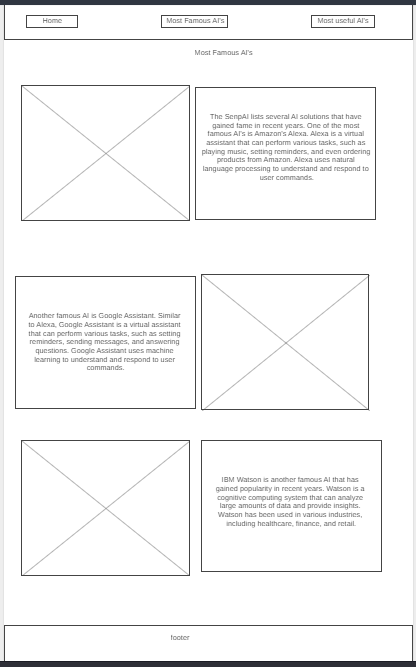 Home
Most Famous AI's
Most useful AI's
Most Famous AI's
The SenpAI lists several AI solutions that have
gained fame in recent years. One of the most
famous AI's is Amazon's Alexa. Alexa is a virtual
assistant that can perform various tasks, such as
playing music, setting reminders, and even ordering
products from Amazon. Alexa uses natural
language processing to understand and respond to
user commands.
Another famous AI is Google Assistant. Similar
to Alexa, Google Assistant is a virtual assistant
that can perform various tasks, such as setting
reminders, sending messages, and answering
questions. Google Assistant uses machine
learning to understand and respond to user
commands.
IBM Watson is another famous AI that has
gained popularity in recent years. Watson is a
cognitive computing system that can analyze
large amounts of data and provide insights.
Watson has been used in various industries,
including healthcare, finance, and retail.
footer